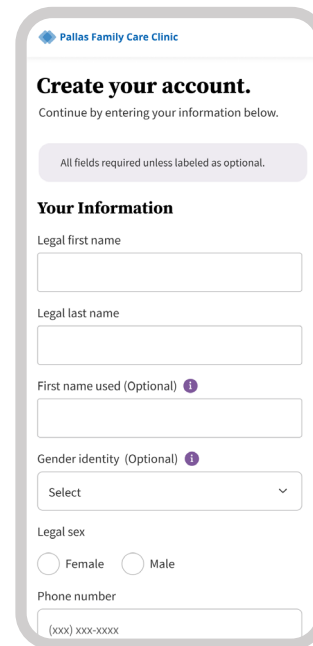 Pallas Family Care Clinic
Create your account.
Continue by entering your information below.
All fields required unless labeled as optional.
Your Information
Legal first name
Legal last name
First name used (Optional) i
Gender identity (Optional) i
Select
Legal sex
Female Male
Phone number
(xxx) xxx-xxxx